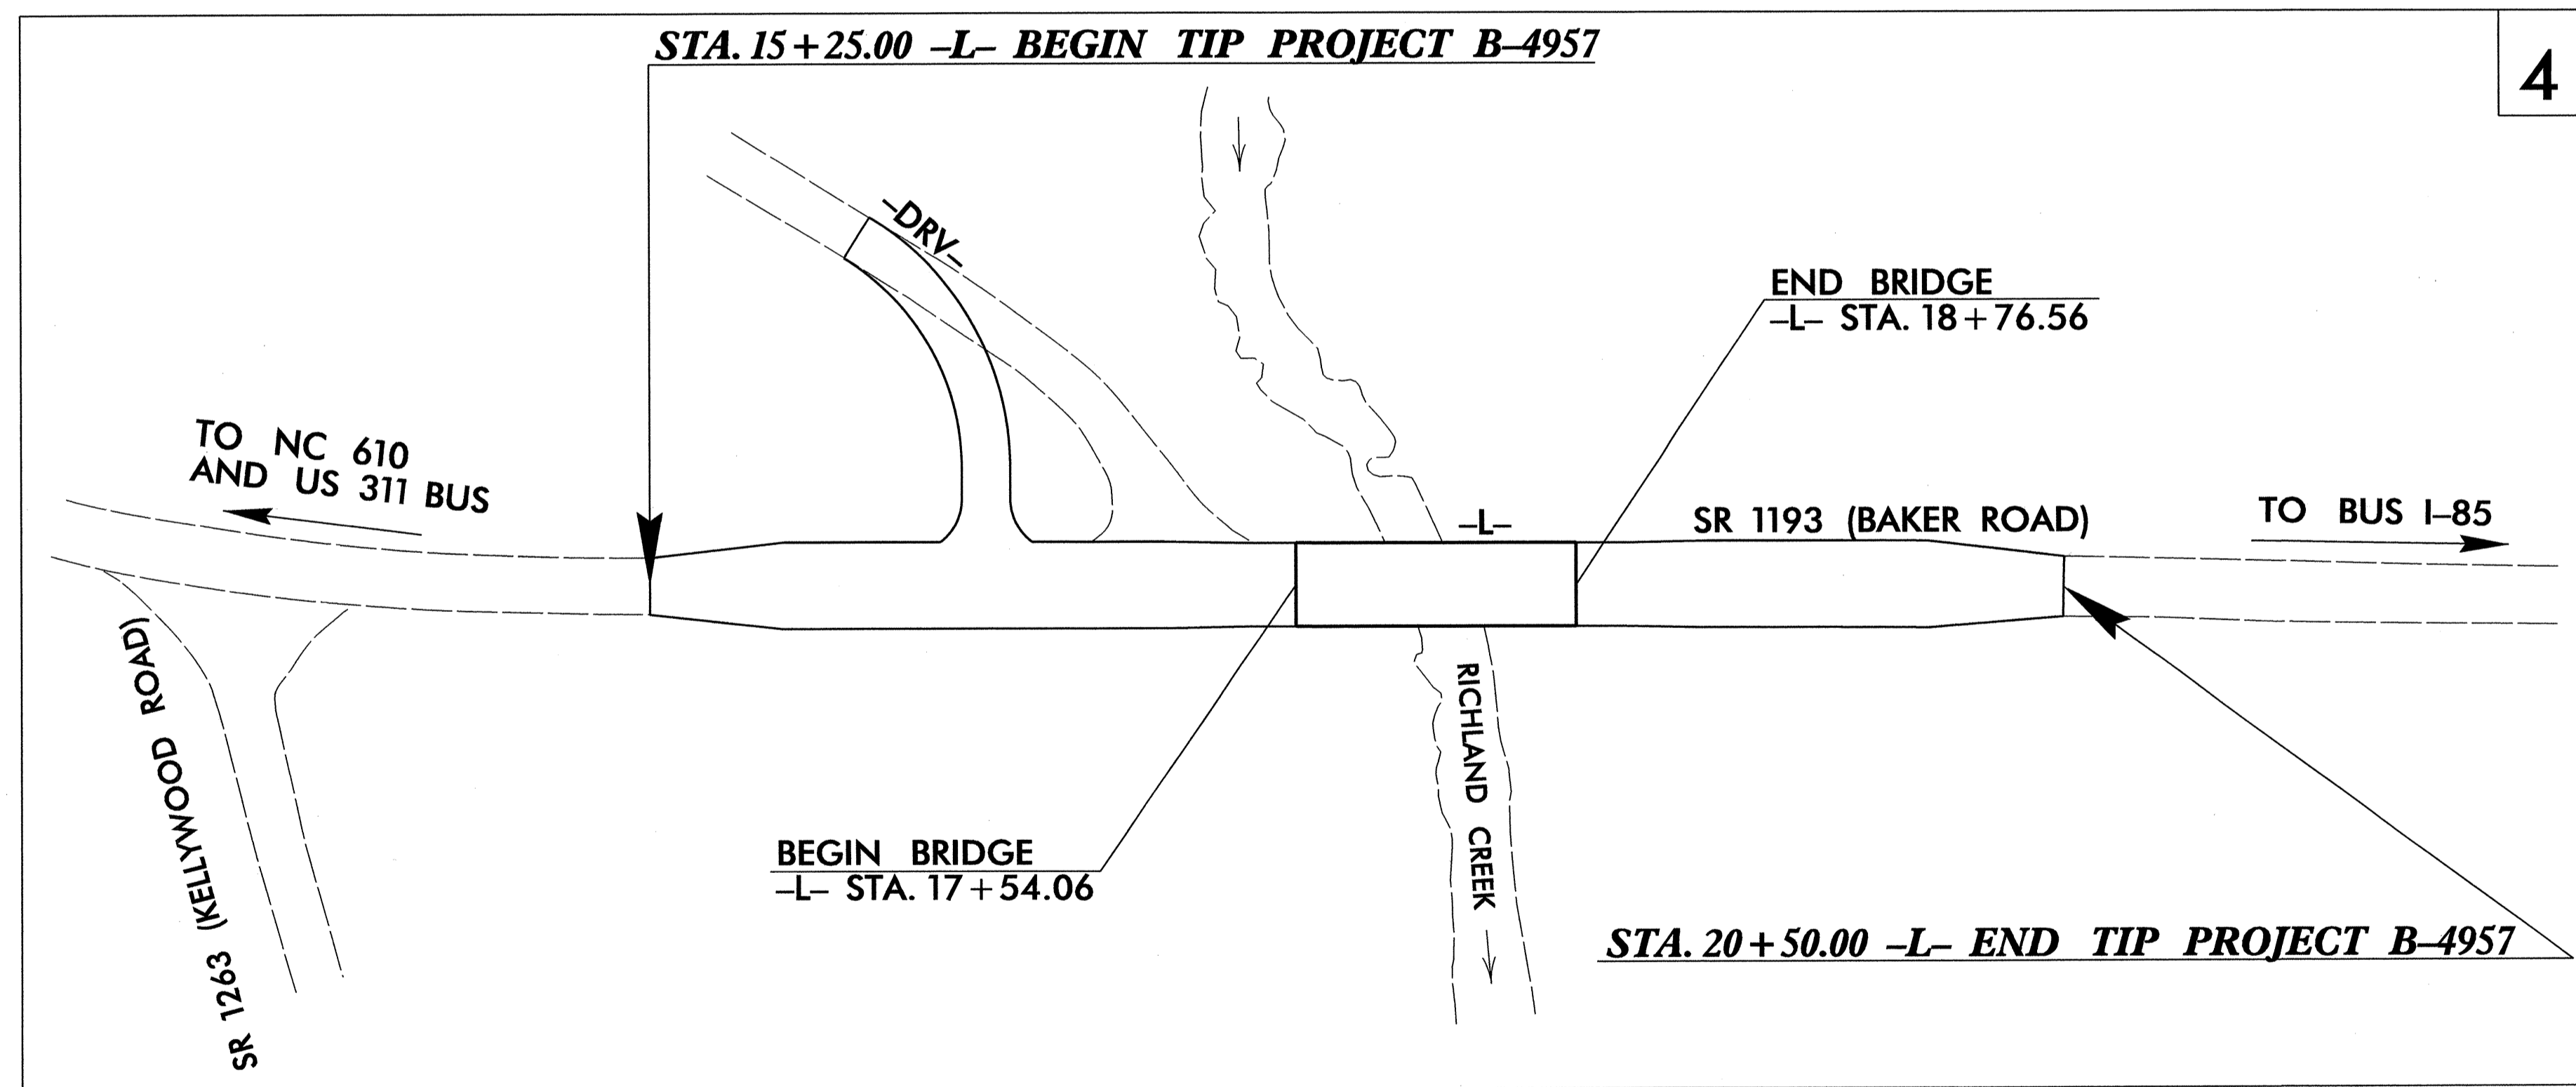 STA. 15+25.00 –L– BEGIN TIP PROJECT B–4957
4
–DRV–
END BRIDGE
–L– STA. 18+76.56
TO NC 610
AND US 311 BUS
–L–
SR 1193 (BAKER ROAD)
TO BUS I–85
SR 1263 (KELLYWOOD ROAD)
RICHLAND CREEK
BEGIN BRIDGE
–L– STA. 17+54.06
STA. 20+50.00 –L– END TIP PROJECT B–4957